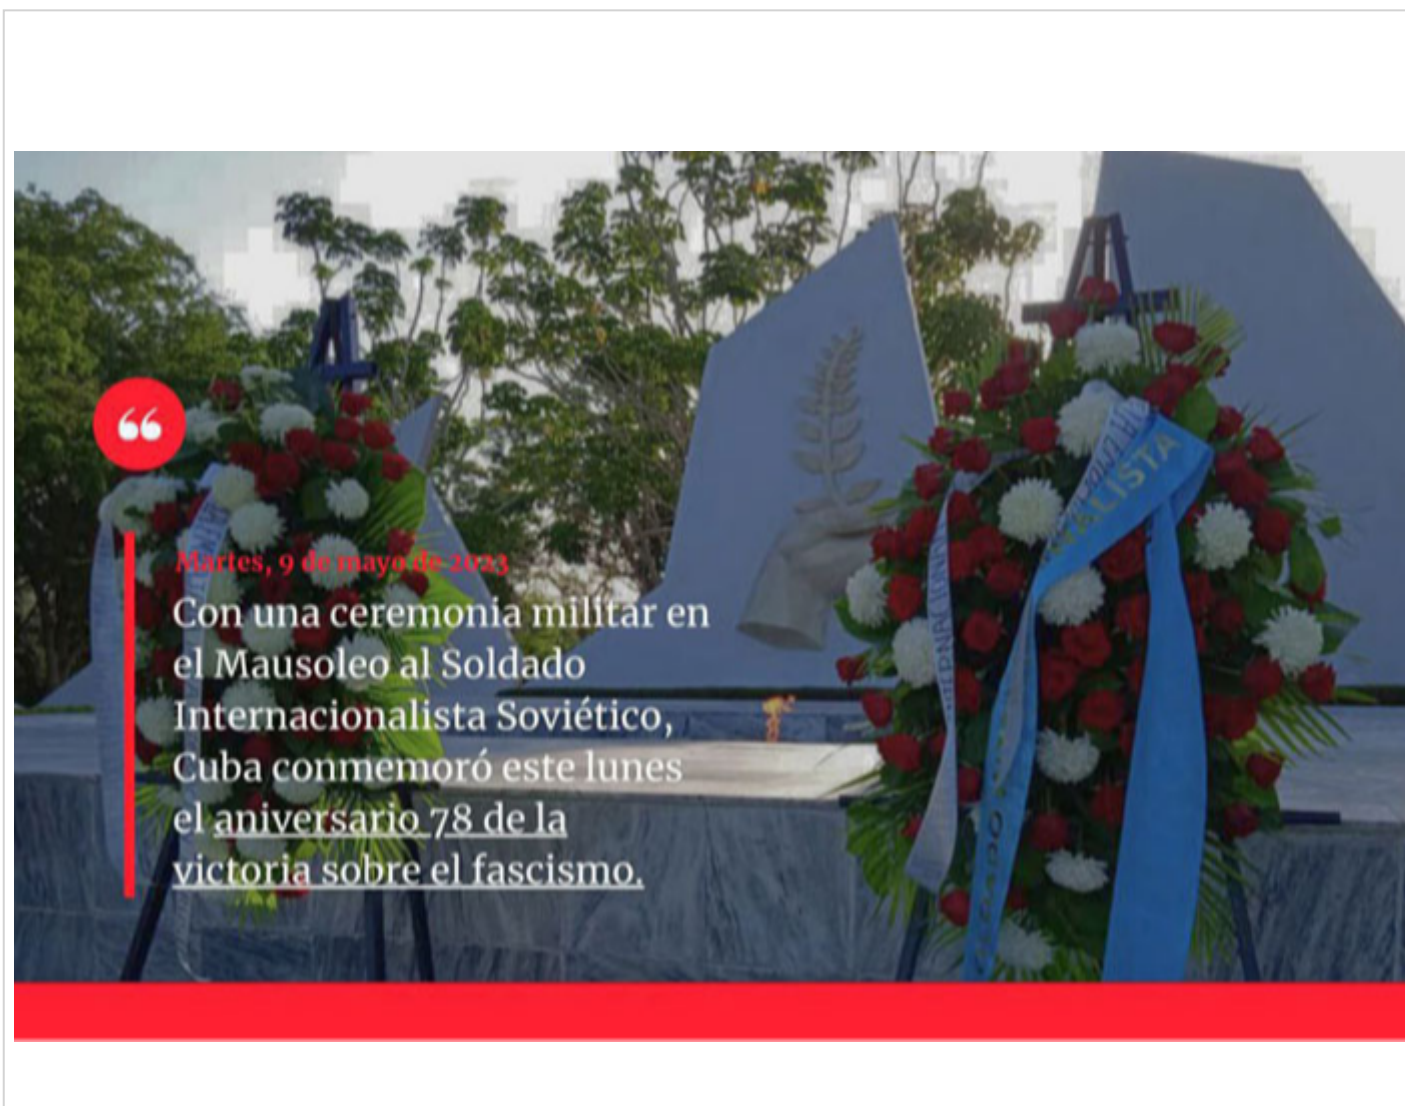 Martes, 9 de mayo de 2023
Con una ceremonia militar en
el Mausoleo al Soldado
Internacionalista Soviético,
Cuba conmemoró este lunes
el aniversario 78 de la
victoria sobre el fascismo.